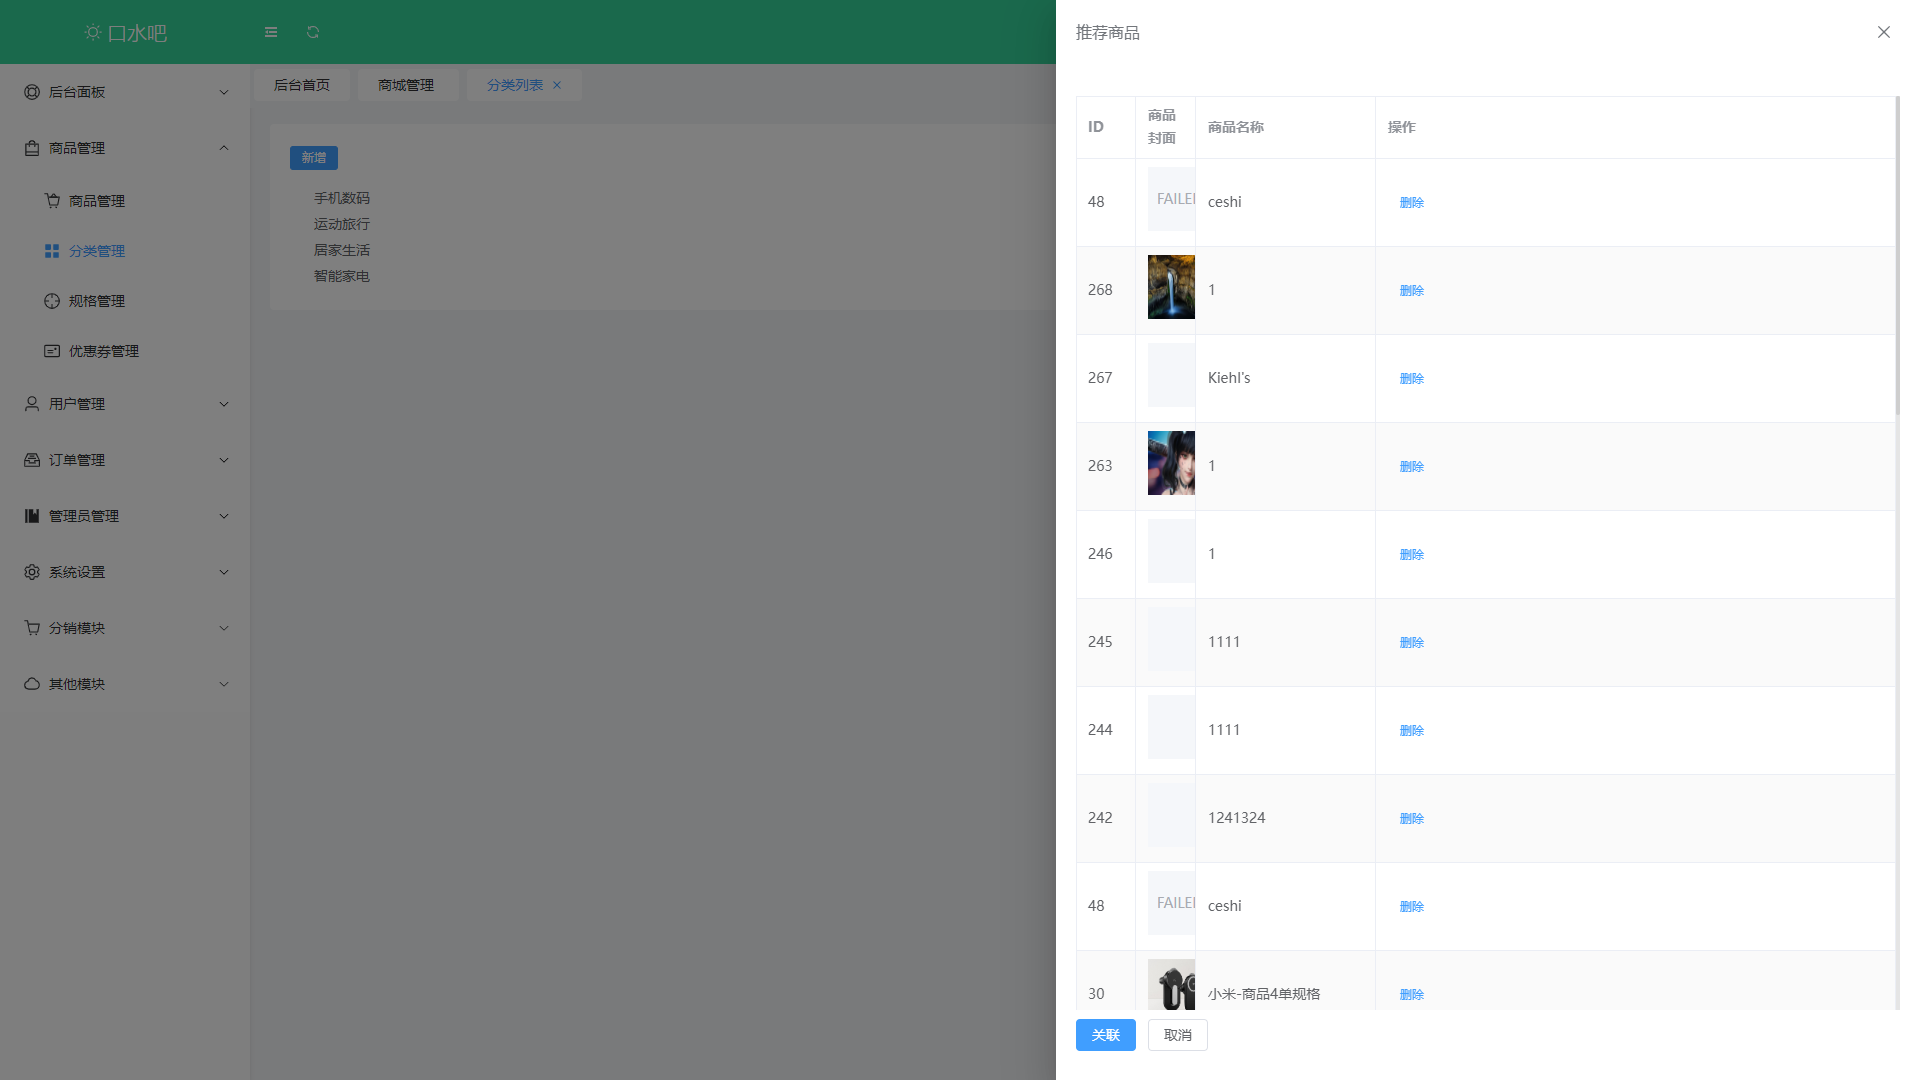 口水吧
后台面板
商品管理
商品管理
分类管理
规格管理
优惠券管理
用户管理
订单管理
管理员管理
系统设置
分销模块
其他模块
后台首页 商城管理 分类列表
新增
手机数码
运动旅行
居家生活
智能家电
推荐商品
ID 商品封面 商品名称 操作
48 FAILE ceshi 删除
268 1 删除
267 Kiehl's 删除
263 1 删除
246 1 删除
245 1111 删除
244 1111 删除
242 1241324 删除
48 FAILE ceshi 删除
30 小米-商品4单规格 删除
关联 取消